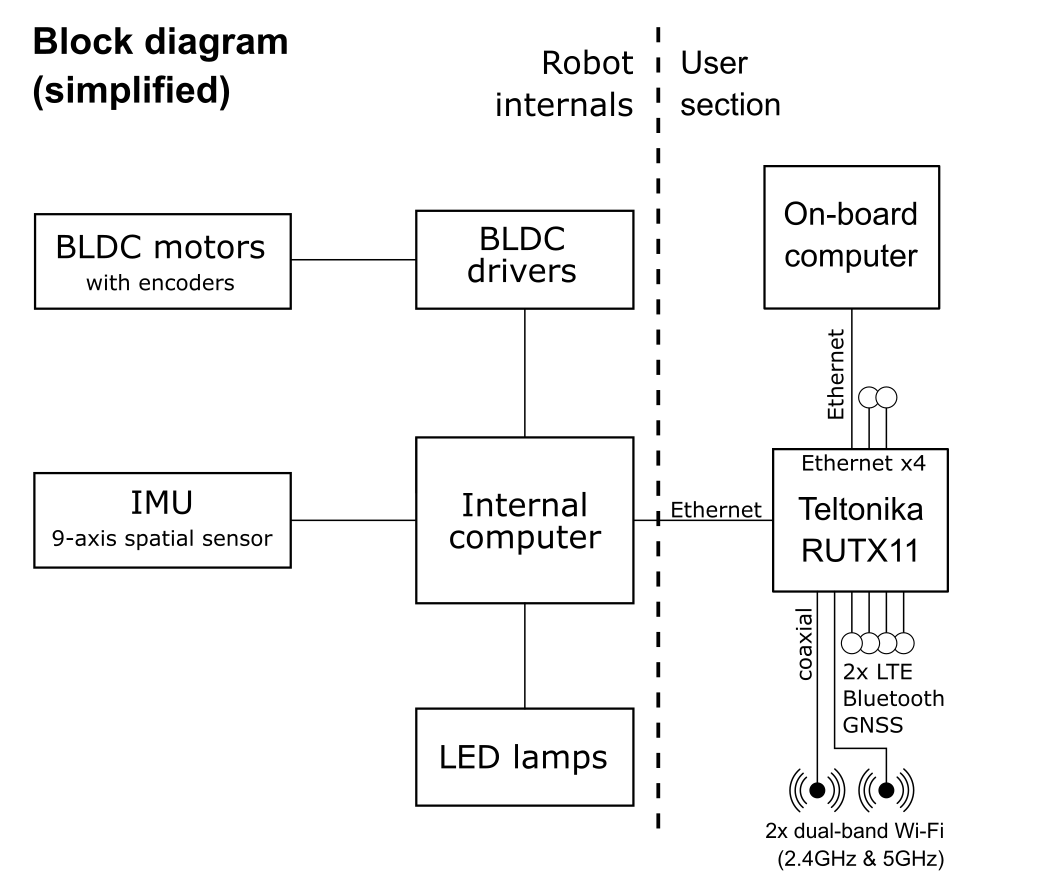 Block diagram
(simplified)
Robot
internals
User
section
BLDC motors
with encoders
BLDC
drivers
On-board
computer
Ethernet
IMU
9-axis spatial sensor
Internal
computer
Ethernet
Ethernet x4
Teltonika
RUTX11
coaxial
2x LTE
Bluetooth
GNSS
LED lamps
2x dual-band Wi-Fi
(2.4GHz & 5GHz)